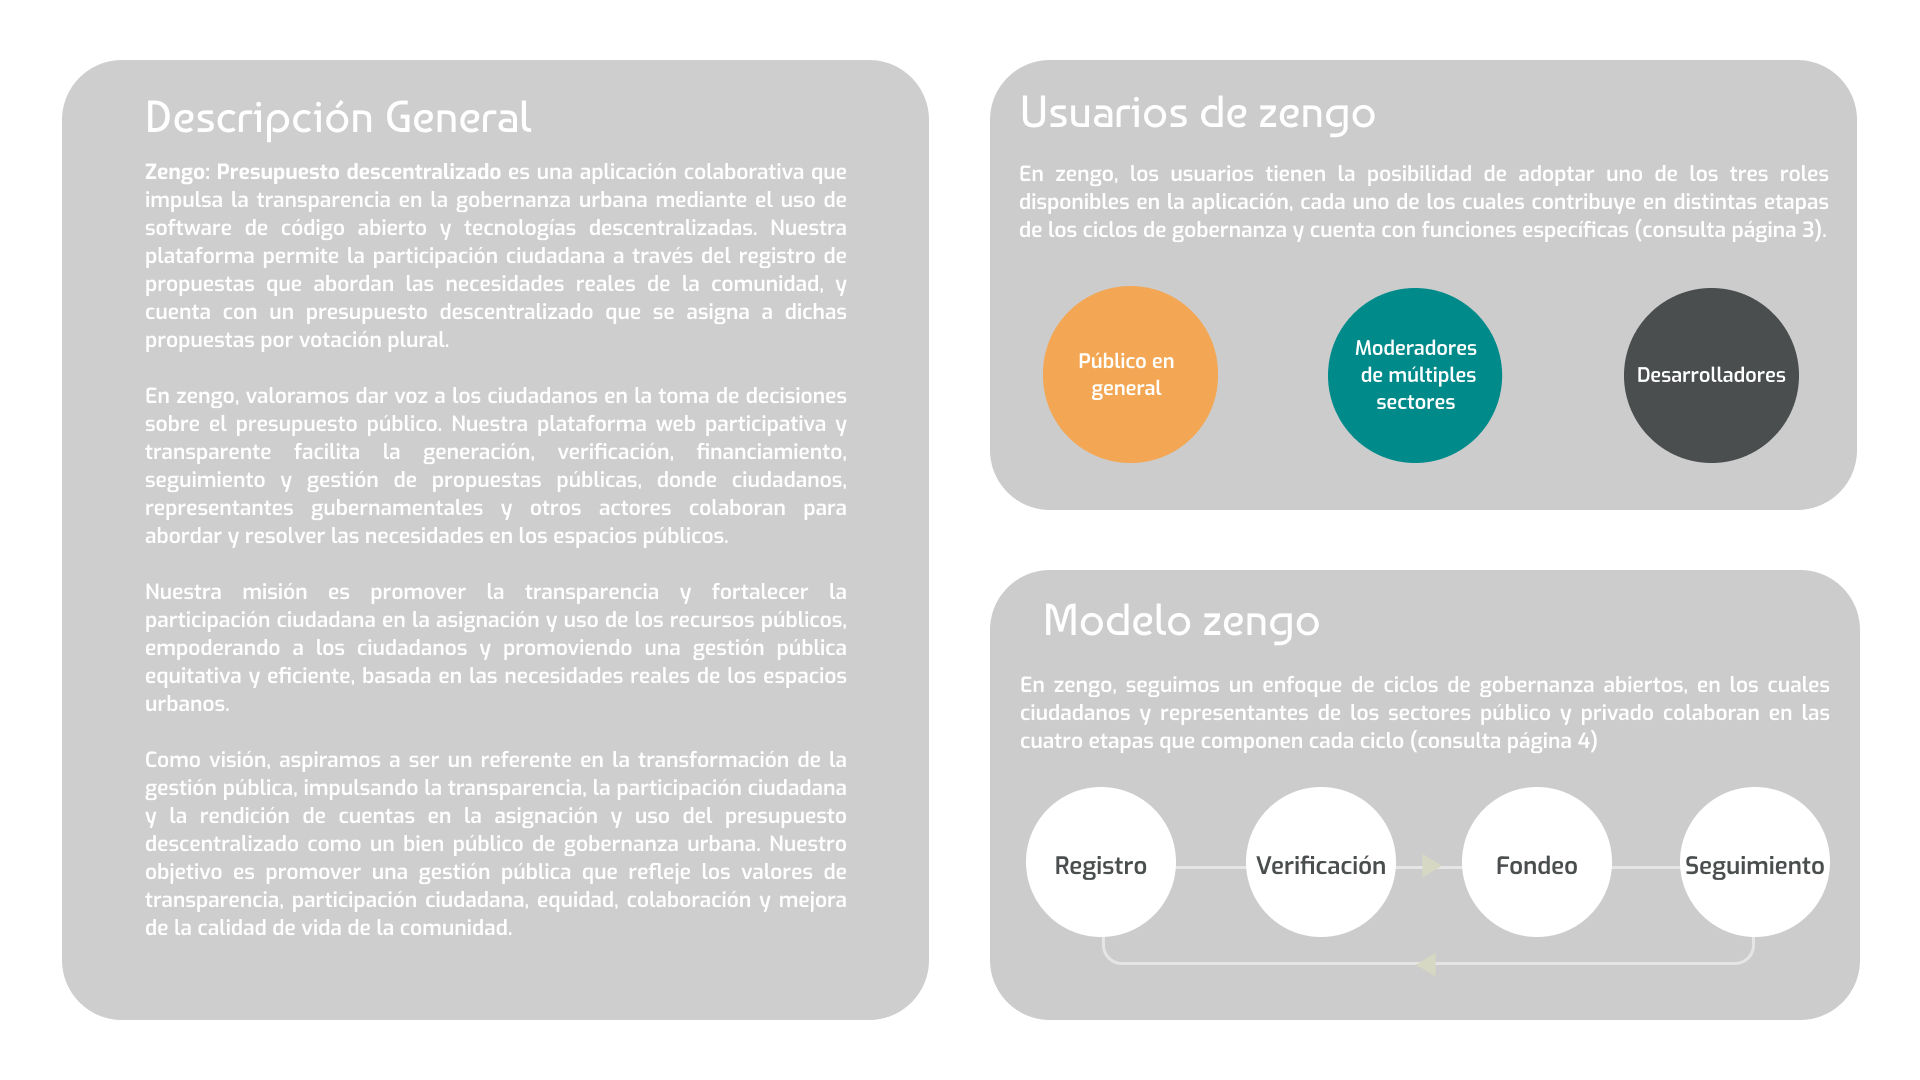 Descripción General
Zengo: Presupuesto descentralizado es una aplicación colaborativa que
impulsa la transparencia en la gobernanza urbana mediante el uso de
software de código abierto y tecnologías descentralizadas. Nuestra
plataforma permite la participación ciudadana a través del registro de
propuestas que abordan las necesidades reales de la comunidad, y
cuenta con un presupuesto descentralizado que se asigna a dichas
propuestas por votación plural.
En zengo, valoramos dar voz a los ciudadanos en la toma de decisiones
sobre el presupuesto público. Nuestra plataforma web participativa y
transparente facilita la generación, verificación, financiamiento,
seguimiento y gestión de propuestas públicas, donde ciudadanos,
representantes gubernamentales y otros actores colaboran para
abordar y resolver las necesidades en los espacios públicos.
Nuestra misión es promover la transparencia y fortalecer la
participación ciudadana en la asignación y uso de los recursos públicos,
empoderando a los ciudadanos y promoviendo una gestión pública
equitativa y eficiente, basada en las necesidades reales de los espacios
urbanos.
Como visión, aspiramos a ser un referente en la transformación de la
gestión pública, impulsando la transparencia, la participación ciudadana
y la rendición de cuentas en la asignación y uso del presupuesto
descentralizado como un bien público de gobernanza urbana. Nuestro
objetivo es promover una gestión pública que refleje los valores de
transparencia, participación ciudadana, equidad, colaboración y mejora
de la calidad de vida de la comunidad.
Usuarios de zengo
En zengo, los usuarios tienen la posibilidad de adoptar uno de los tres roles
disponibles en la aplicación, cada uno de los cuales contribuye en distintas etapas
de los ciclos de gobernanza y cuenta con funciones específicas (consulta página 3).
Público en
general
Moderadores
de múltiples
sectores
Desarrolladores
Modelo zengo
En zengo, seguimos un enfoque de ciclos de gobernanza abiertos, en los cuales
ciudadanos y representantes de los sectores público y privado colaboran en las
cuatro etapas que componen cada ciclo (consulta página 4)
Registro
Verificación
Fondeo
Seguimiento